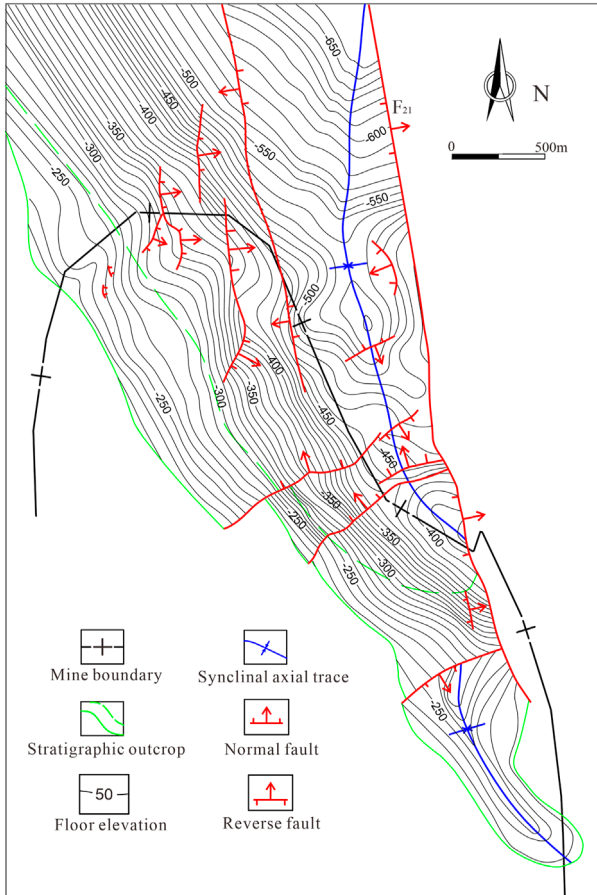 -650
-500
-400
-450
-350
-300
-250
-550
F21
-600
-550
N
0 500m
-500
-400
-350
-300
-250
-450
-450
-350
-250
-400
-350
-300
-250
-250
Mine boundary
Synclinal axial trace
Stratigraphic outcrop
Normal fault
50
Floor elevation
Reverse fault